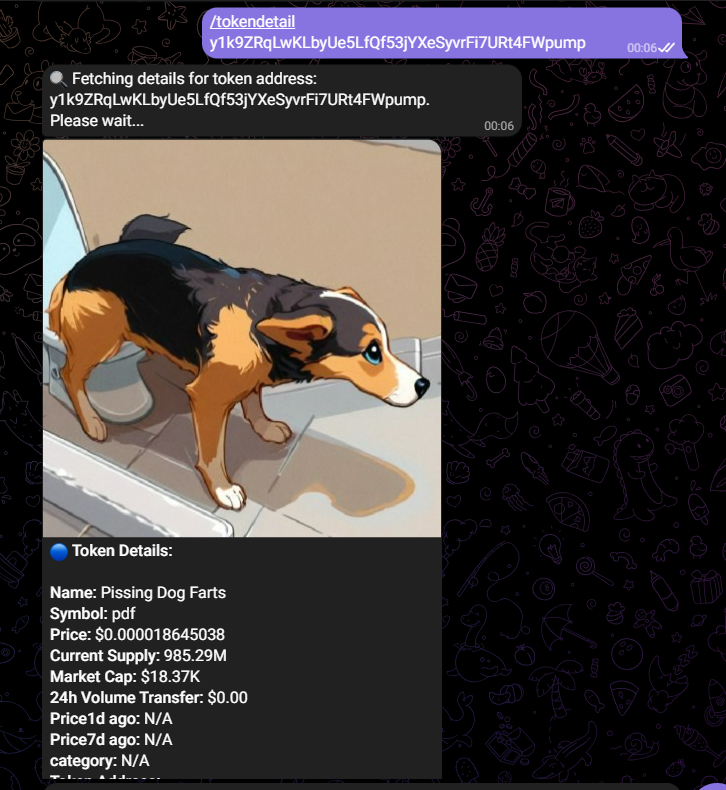 /tokendetail
y1k9ZRqLwKLbyUe5LfQf53jYXeSyvrFi7URt4FWpump
00:06
🔍 Fetching details for token address:
y1k9ZRqLwKLbyUe5LfQf53jYXeSyvrFi7URt4FWpump.
Please wait...
00:06
🔵 Token Details:
Name: Pissing Dog Farts
Symbol: pdf
Price: $0.000018645038
Current Supply: 985.29M
Market Cap: $18.37K
24h Volume Transfer: $0.00
Price1d ago: N/A
Price7d ago: N/A
category: N/A
Token Address: